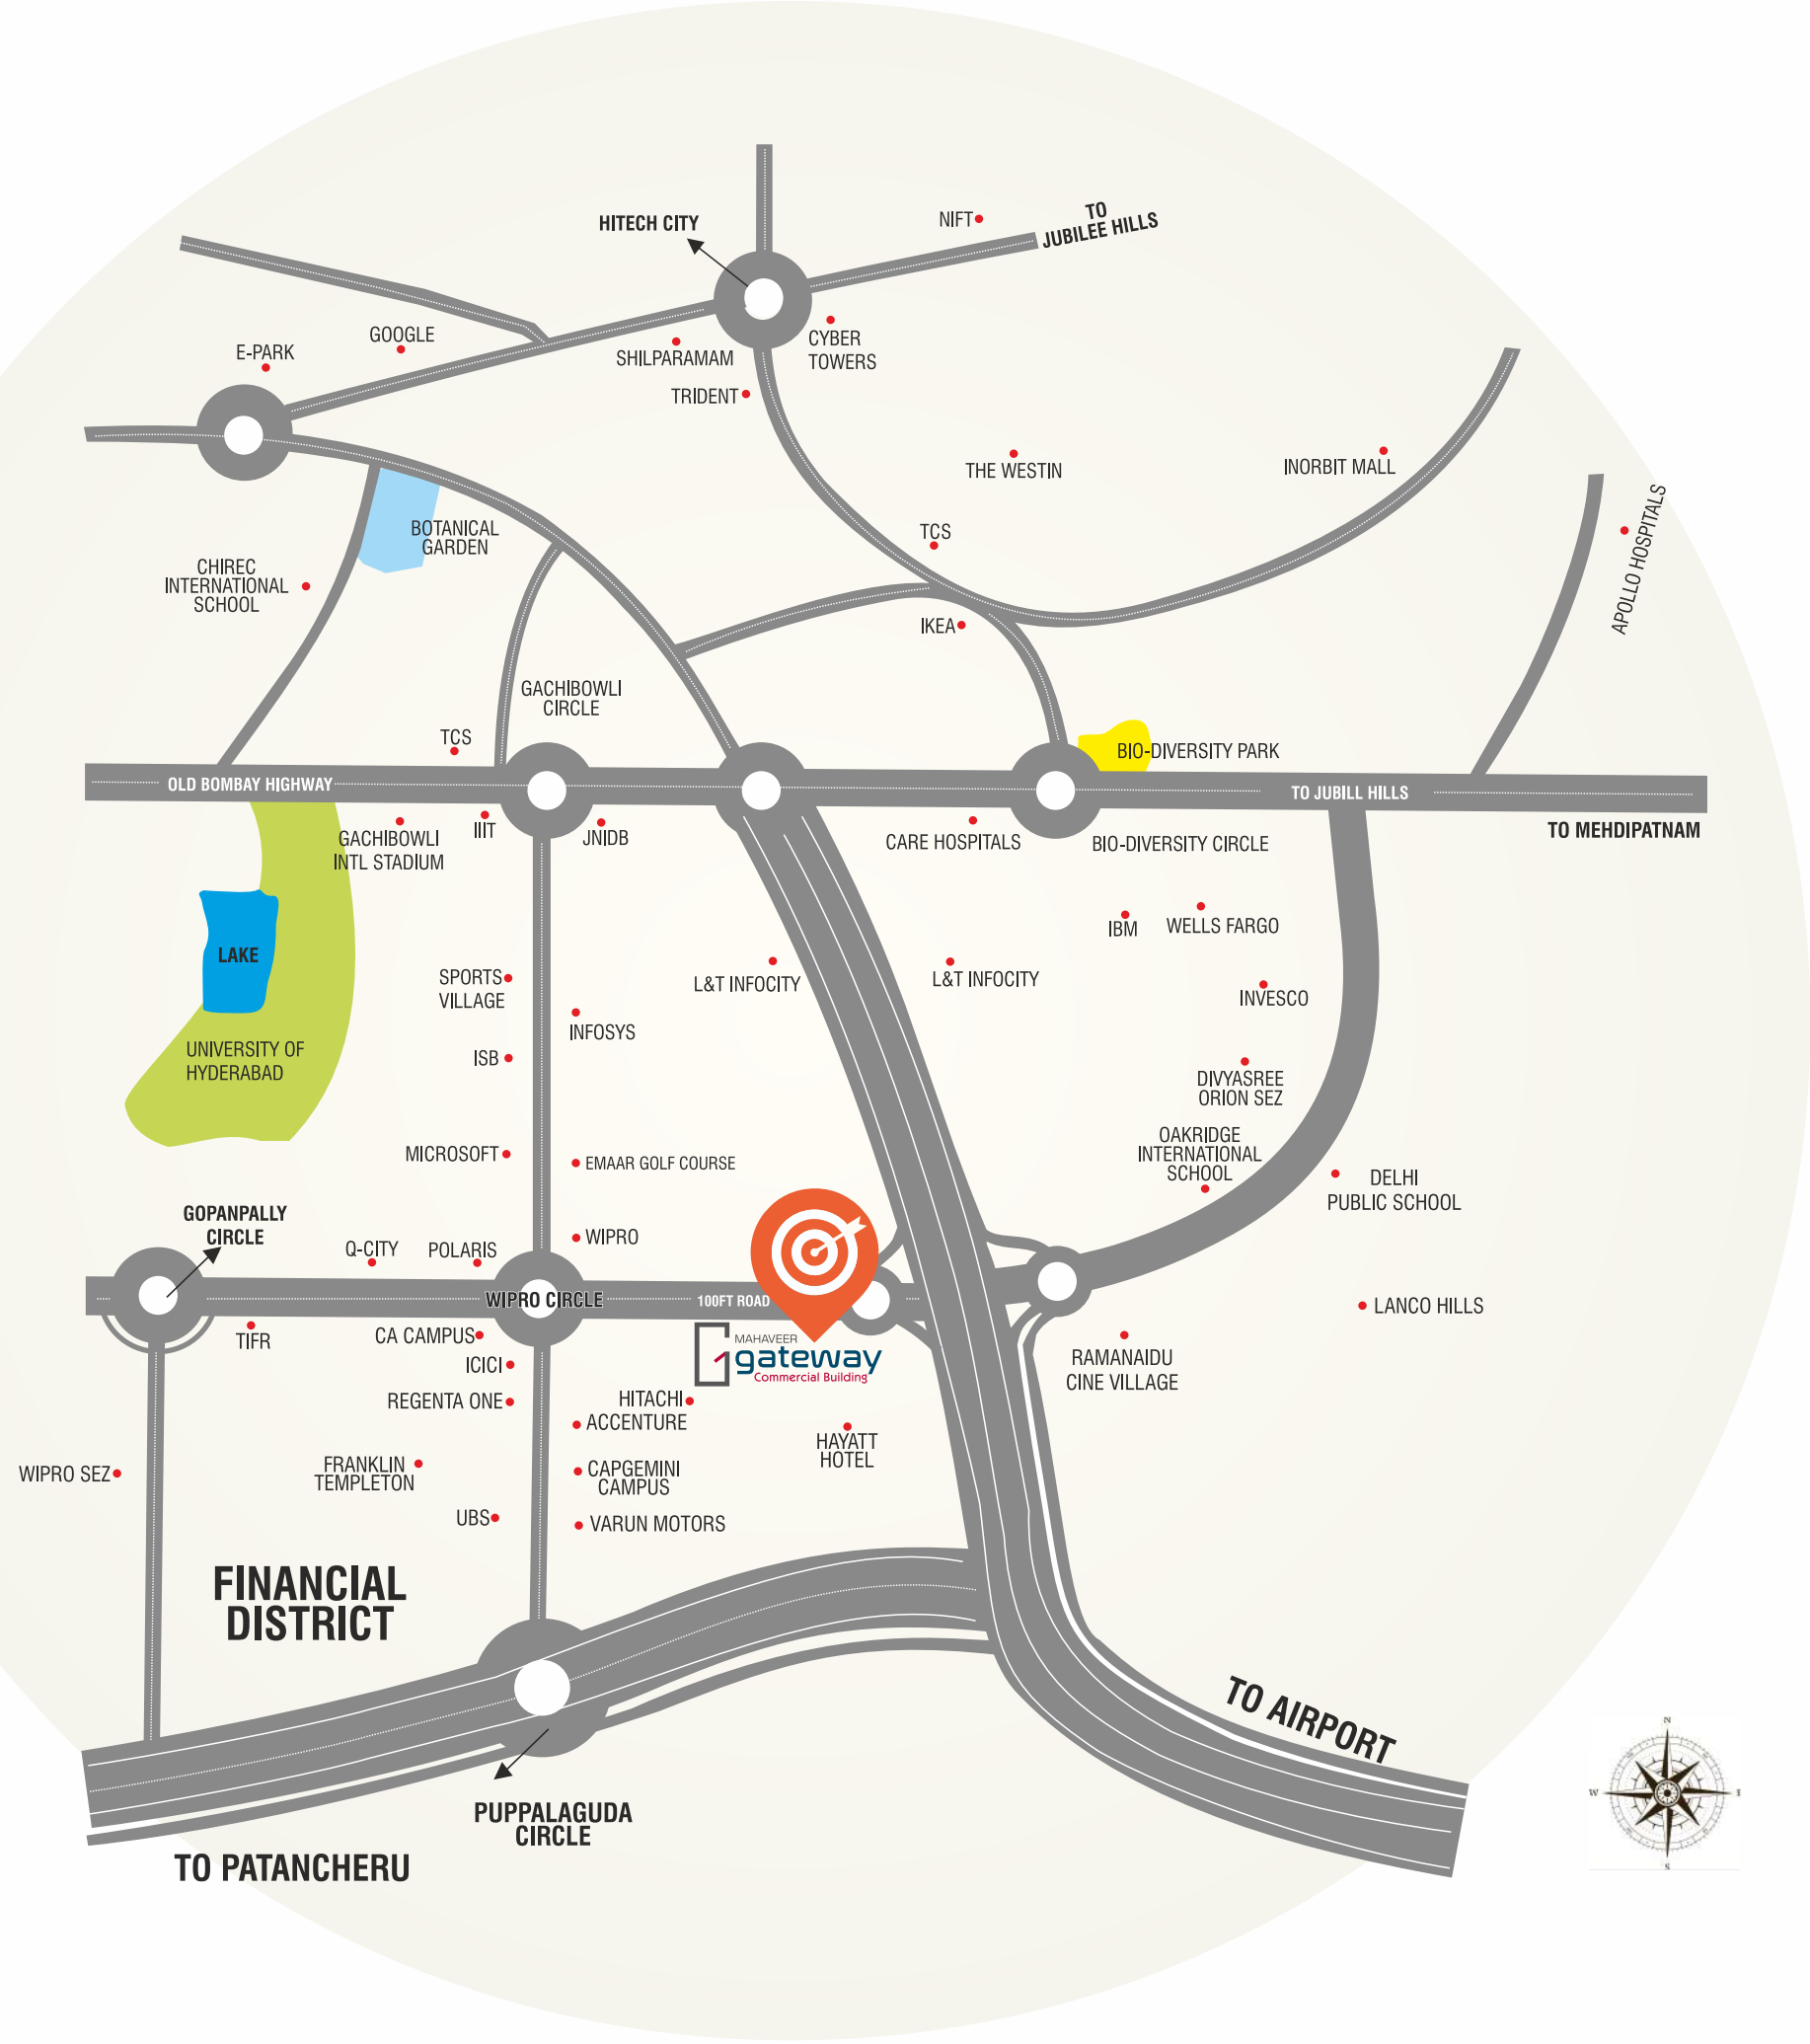 HITECH CITY
NIFT
TO
JUBILEE HILLS
GOOGLE
E-PARK
SHILPARAMAM
CYBER
TOWERS
TRIDENT
THE WESTIN
INORBIT MALL
BOTANICAL
GARDEN
TCS
APOLLO HOSPITALS
CHIREC
INTERNATIONAL
SCHOOL
IKEA
GACHIBOWLI
CIRCLE
TCS
BIO-DIVERSITY PARK
OLD BOMBAY HIGHWAY
TO JUBILL HILLS
TO MEHDIPATNAM
GACHIBOWLI
INTL STADIUM
IIIT
JNIDB
CARE HOSPITALS
BIO-DIVERSITY CIRCLE
IBM
WELLS FARGO
LAKE
SPORTS
VILLAGE
L&T INFOCITY
L&T INFOCITY
INVESCO
INFOSYS
UNIVERSITY OF
HYDERABAD
ISB
DIVYASREE
ORION SEZ
OAKRIDGE
INTERNATIONAL
SCHOOL
MICROSOFT
EMAAR GOLF COURSE
DELHI
PUBLIC SCHOOL
GOPANPALLY
CIRCLE
Q-CITY
POLARIS
WIPRO
WIPRO CIRCLE
100FT ROAD
LANCO HILLS
TIFR
CA CAMPUS
MAHAVEER
gateway
Commercial Building
ICICI
RAMANAIDU
CINE VILLAGE
REGENTA ONE
HITACHI
ACCENTURE
HAYATT
HOTEL
WIPRO SEZ
FRANKLIN
TEMPLETON
CAPGEMINI
CAMPUS
UBS
VARUN MOTORS
FINANCIAL
DISTRICT
TO AIRPORT
N
W
E
S
PUPPALAGUDA
CIRCLE
TO PATANCHERU